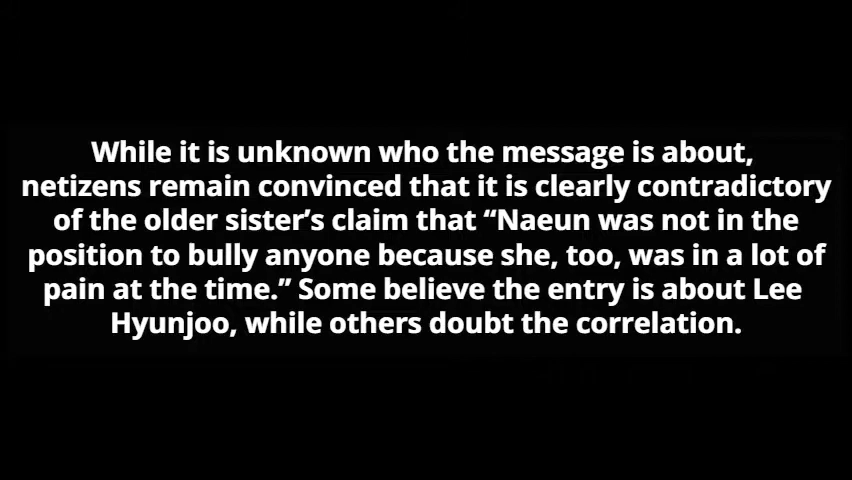 While it is unknown who the message is about,
netizens remain convinced that it is clearly contradictory
of the older sister’s claim that “Naeun was not in the
position to bully anyone because she, too, was in a lot of
pain at the time.” Some believe the entry is about Lee
Hyunjoo, while others doubt the correlation.